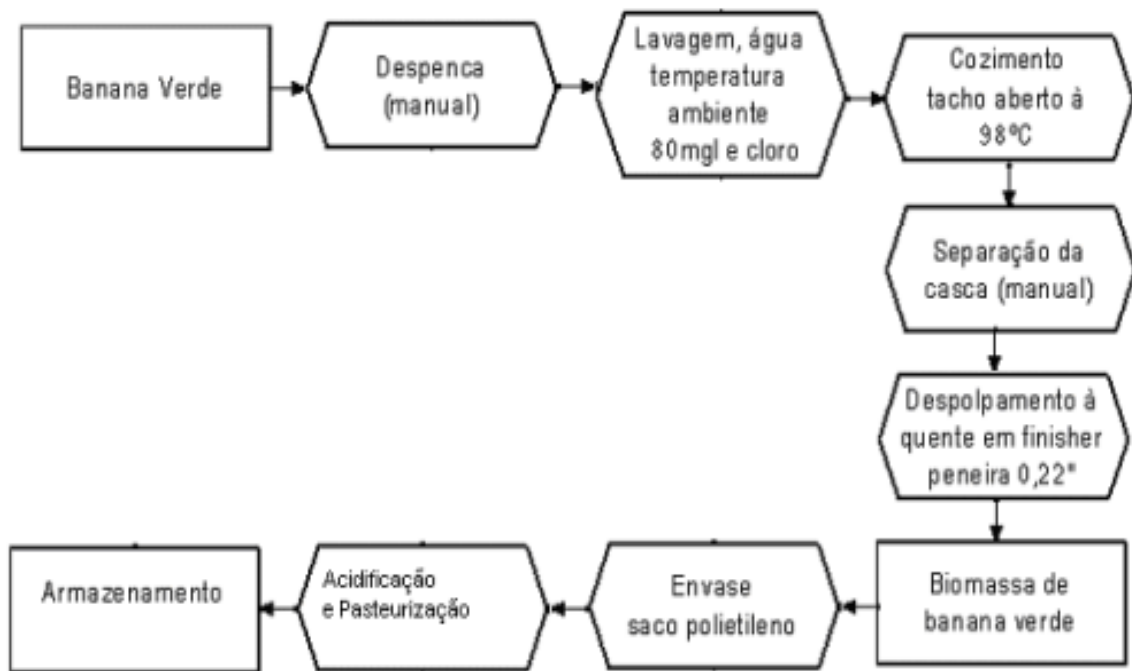 Banana Verde
Despenca
(manual)
Lavagem, água
temperatura
ambiente
80mgl e cloro
Cozimento
tacho aberto à
98ºC
Separação da
casca (manual)
Despolpamento à
quente em finisher
peneira 0,22"
Biomassa de
banana verde
Envase
saco polietileno
Acidificação
e Pasteurização
Armazenamento